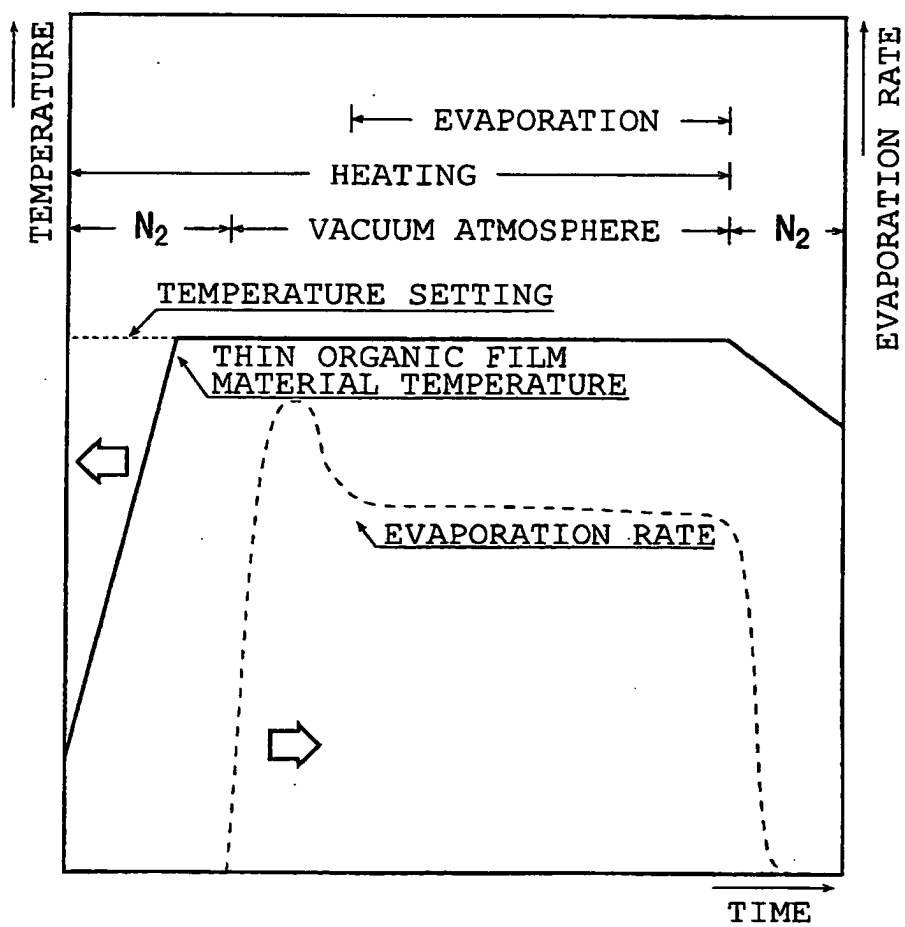 TEMPERATURE
EVAPORATION RATE
EVAPORATION
HEATING
N₂
VACUUM ATMOSPHERE
N₂
TEMPERATURE SETTING
THIN ORGANIC FILM
MATERIAL TEMPERATURE
EVAPORATION RATE
TIME